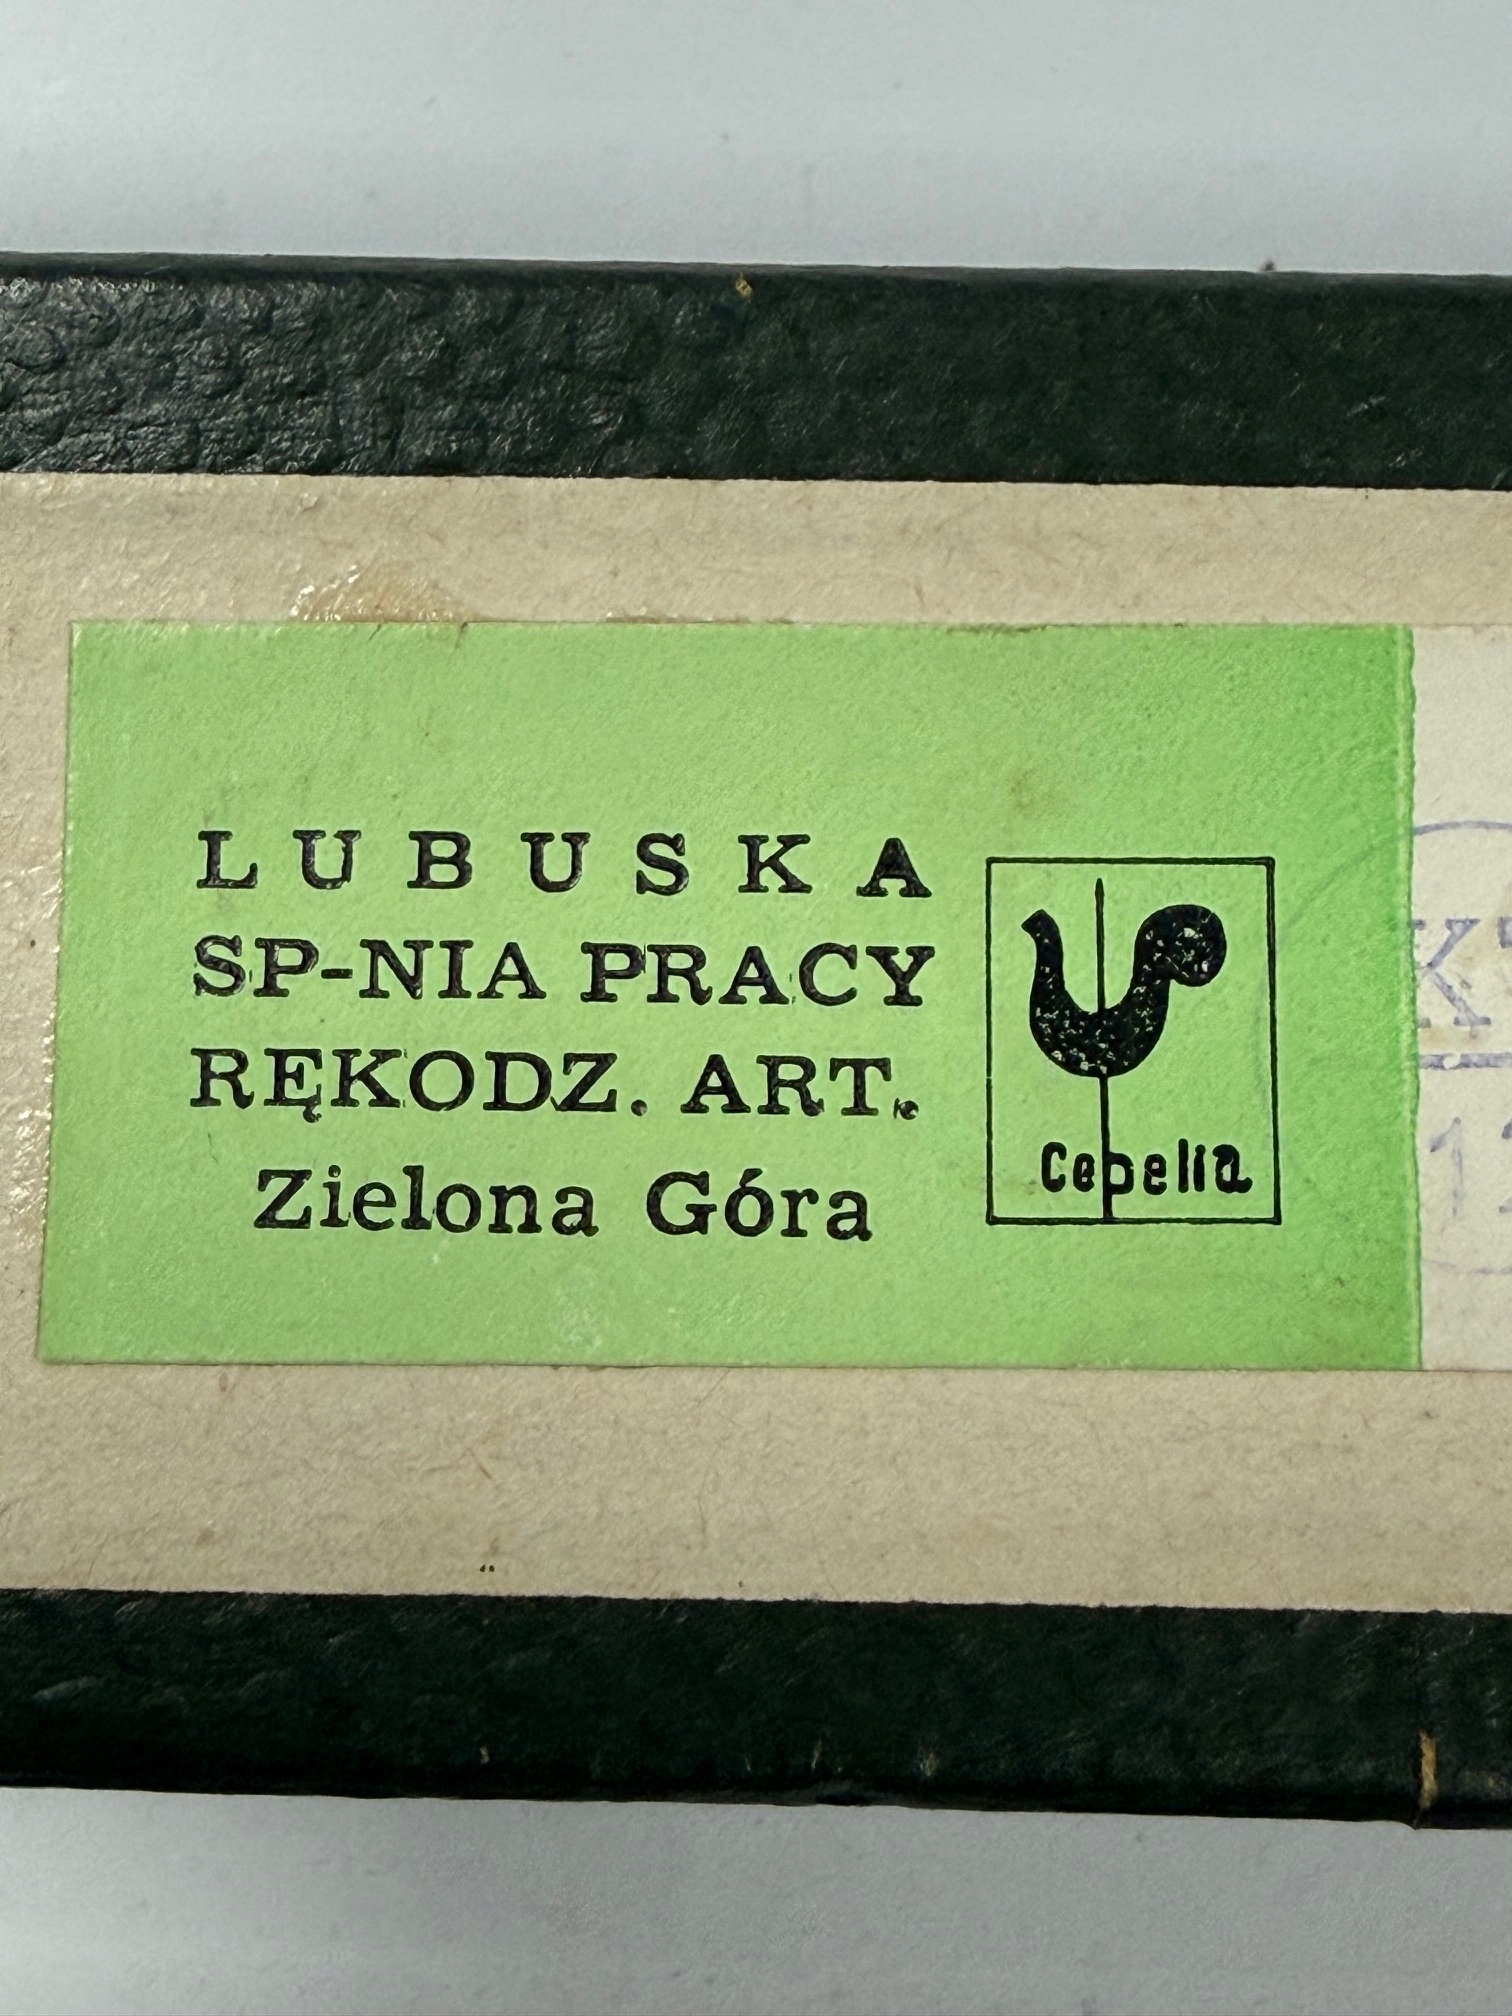 LUBUSKA
SP-NIA PRACY
RĘKODZ. ART.
Zielona Góra
Cepelia